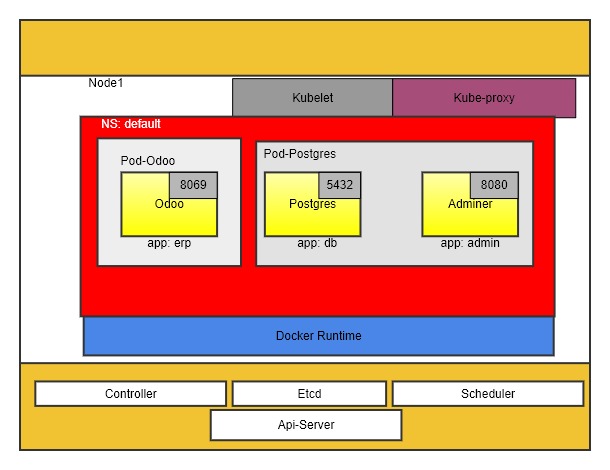 Node1
Kubelet
Kube-proxy
NS: default
Pod-Odoo
Pod-Postgres
8069
5432
8080
Odoo
Postgres
Adminer
app: erp
app: db
app: admin
Docker Runtime
Controller
Etcd
Scheduler
Api-Server